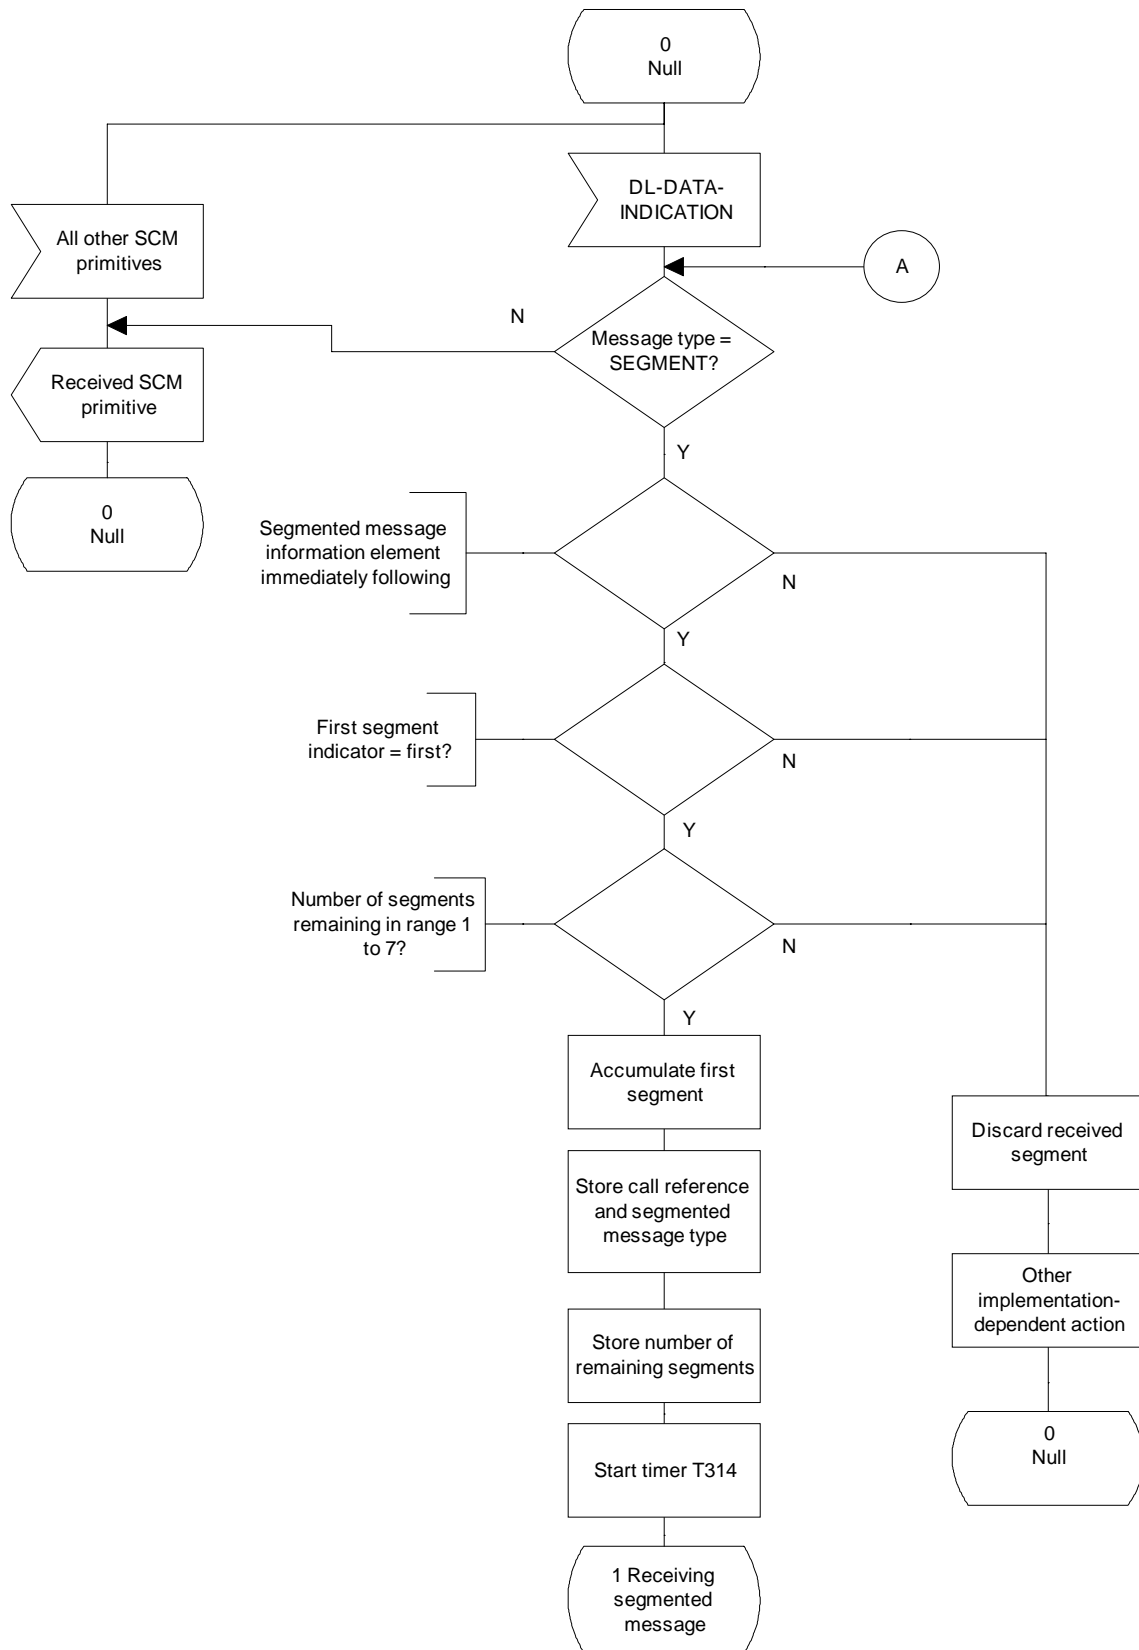 0
Null
DL-DATA-
INDICATION
All other SCM
primitives
A
N
Message type =
SEGMENT?
Received SCM
primitive
Y
0
Null
Segmented message
information element
immediately following
N
Y
First segment
indicator = first?
N
Y
Number of segments
remaining in range 1
to 7?
N
Y
Accumulate first
segment
Discard received
segment
Store call reference
and segmented
message type
Other
implementation-
dependent action
Store number of
remaining segments
0
Null
Start timer T314
1 Receiving
segmented
message